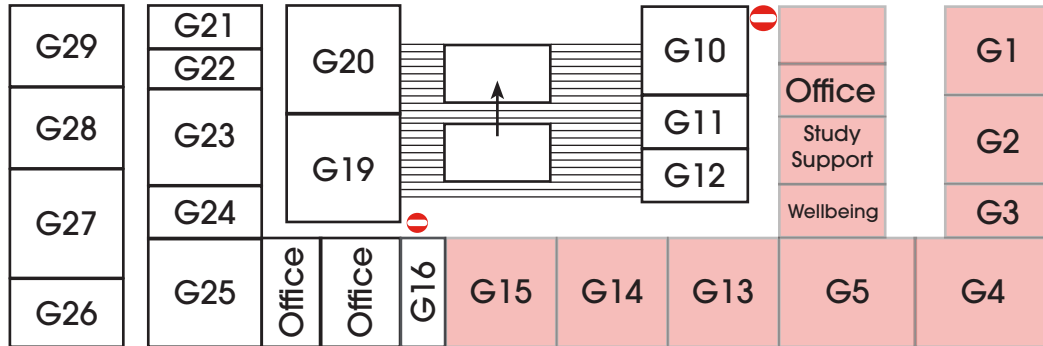 G29
G28
G27
G26
G21
G22
G23
G24
G25
G20
G19
Office
Office
G16
G10
G11
G12
G15
G14
G13
Office
Study
Support
Wellbeing
G5
G1
G2
G3
G4